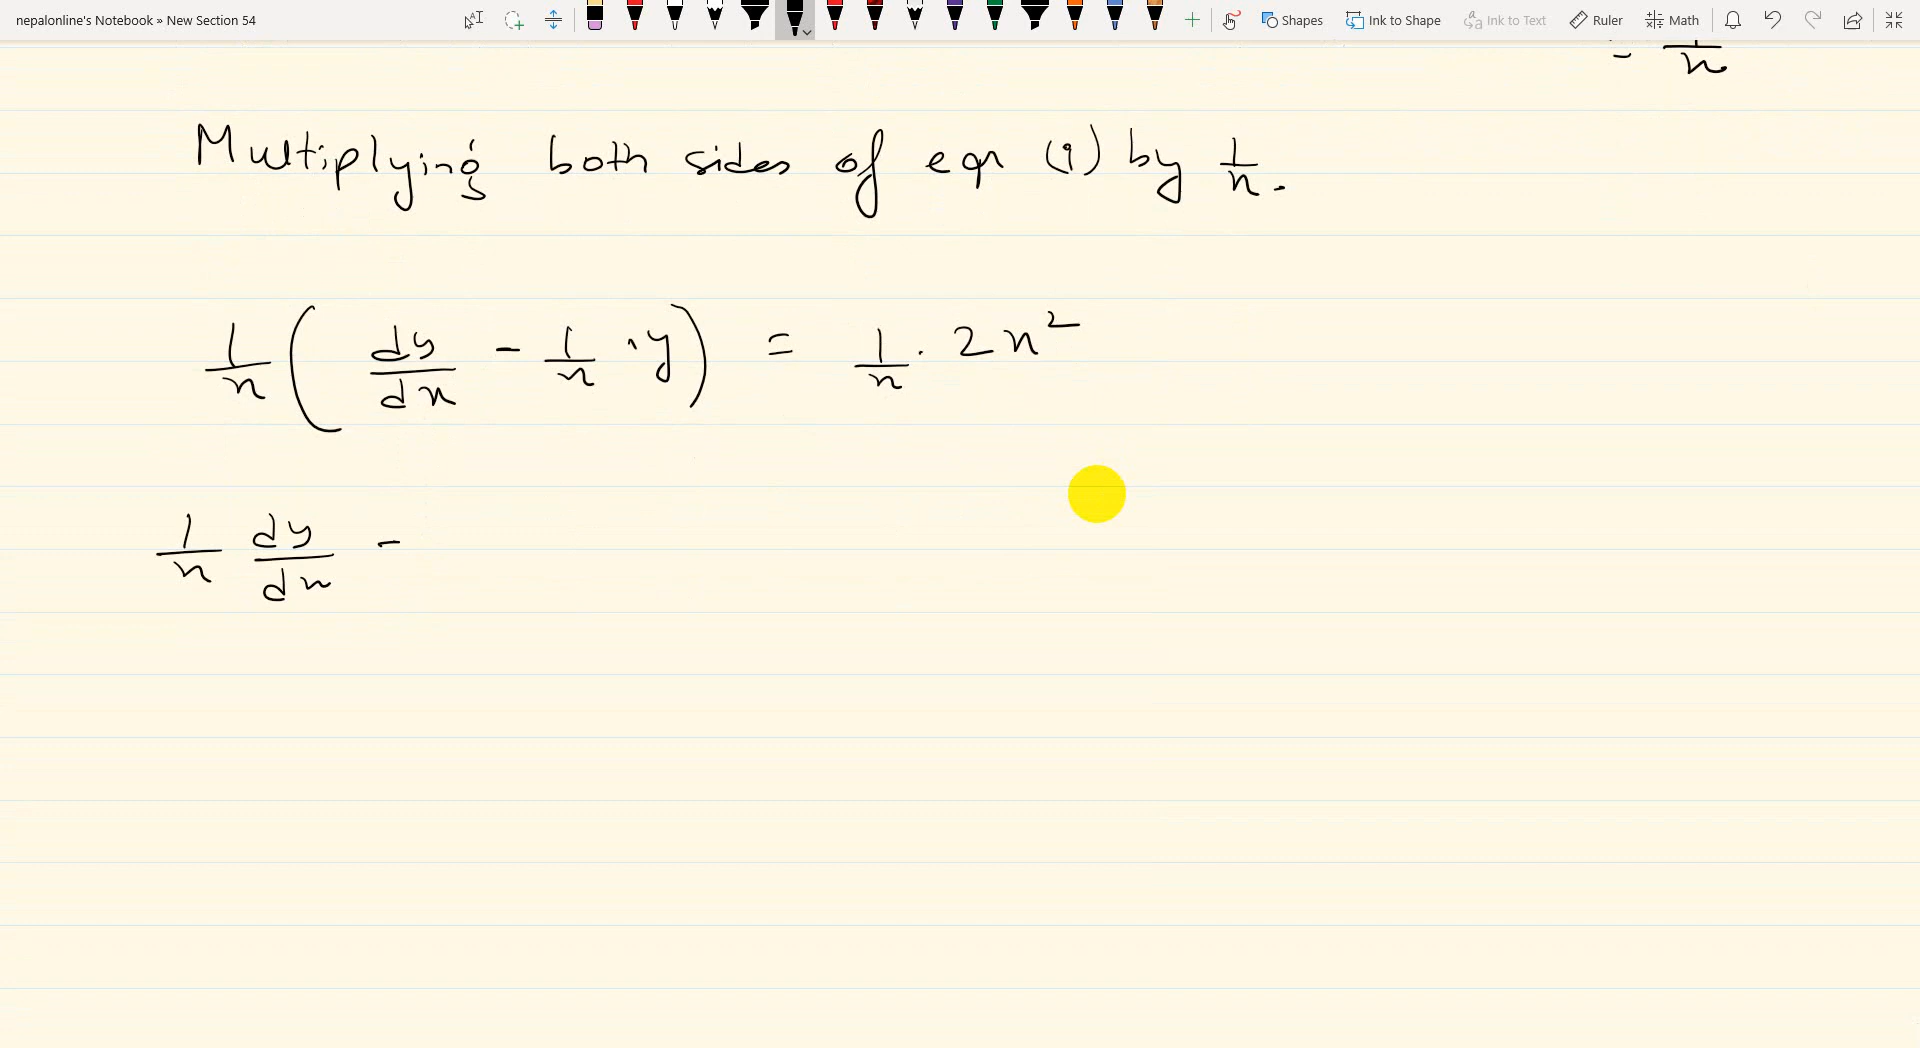 nepalonline's Notebook » New Section 54
Shapes Ink to Shape Ink to Text Ruler Math
= 1/x
Multiplying both sides of eqn (i) by 1/x.
1/x ( dy/dx - 1/x · y ) = 1/x · 2x²
1/x dy/dx -